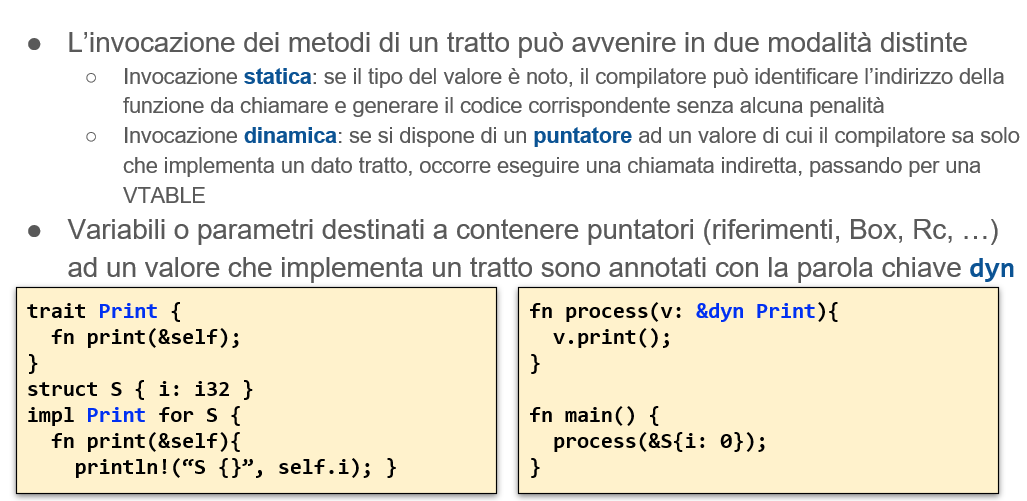 ● L’invocazione dei metodi di un tratto può avvenire in due modalità distinte
○ Invocazione statica: se il tipo del valore è noto, il compilatore può identificare l’indirizzo della
funzione da chiamare e generare il codice corrispondente senza alcuna penalità
○ Invocazione dinamica: se si dispone di un puntatore ad un valore di cui il compilatore sa solo
che implementa un dato tratto, occorre eseguire una chiamata indiretta, passando per una
VTABLE
● Variabili o parametri destinati a contenere puntatori (riferimenti, Box, Rc, …)
ad un valore che implementa un tratto sono annotati con la parola chiave dyn
trait Print {
  fn print(&self);
}
struct S { i: i32 }
impl Print for S {
  fn print(&self){
    println!(“S {}”, self.i); }
fn process(v: &dyn Print){
  v.print();
}
fn main() {
  process(&S{i: 0});
}